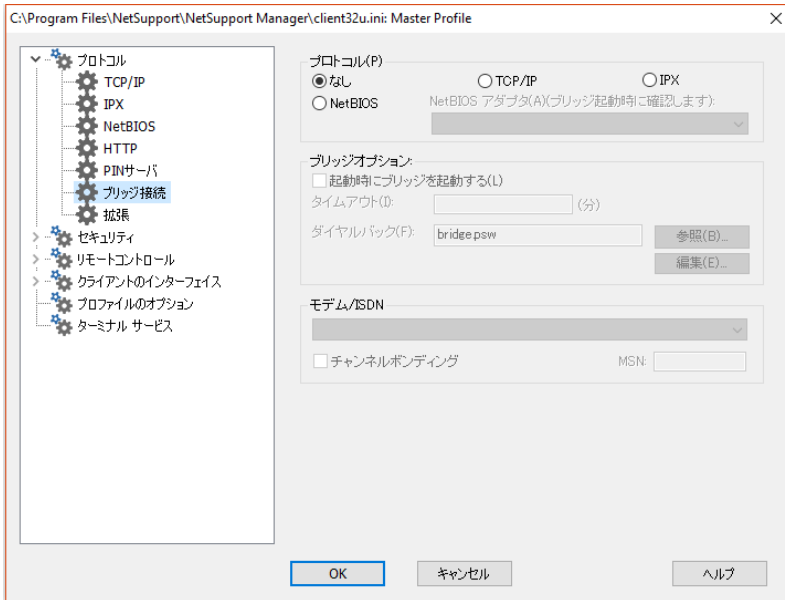 C:\Program Files\NetSupport\NetSupport Manager\client32u.ini: Master Profile
プロトコル
TCP/IP
IPX
NetBIOS
HTTP
PINサーバ
ブリッジ接続
拡張
セキュリティ
リモートコントロール
クライアントのインターフェイス
プロファイルのオプション
ターミナル サービス
プロトコル(P)
なし TCP/IP IPX
NetBIOS NetBIOS アダプタ(A)(ブリッジ起動時に確認します):
ブリッジオプション:
起動時にブリッジを起動する(L)
タイムアウト(I): (分)
ダイヤルバック(F): bridge.psw 参照(B)...
編集(E)...
モデム/ISDN
チャンネルボンディング MSN:
OK キャンセル ヘルプ